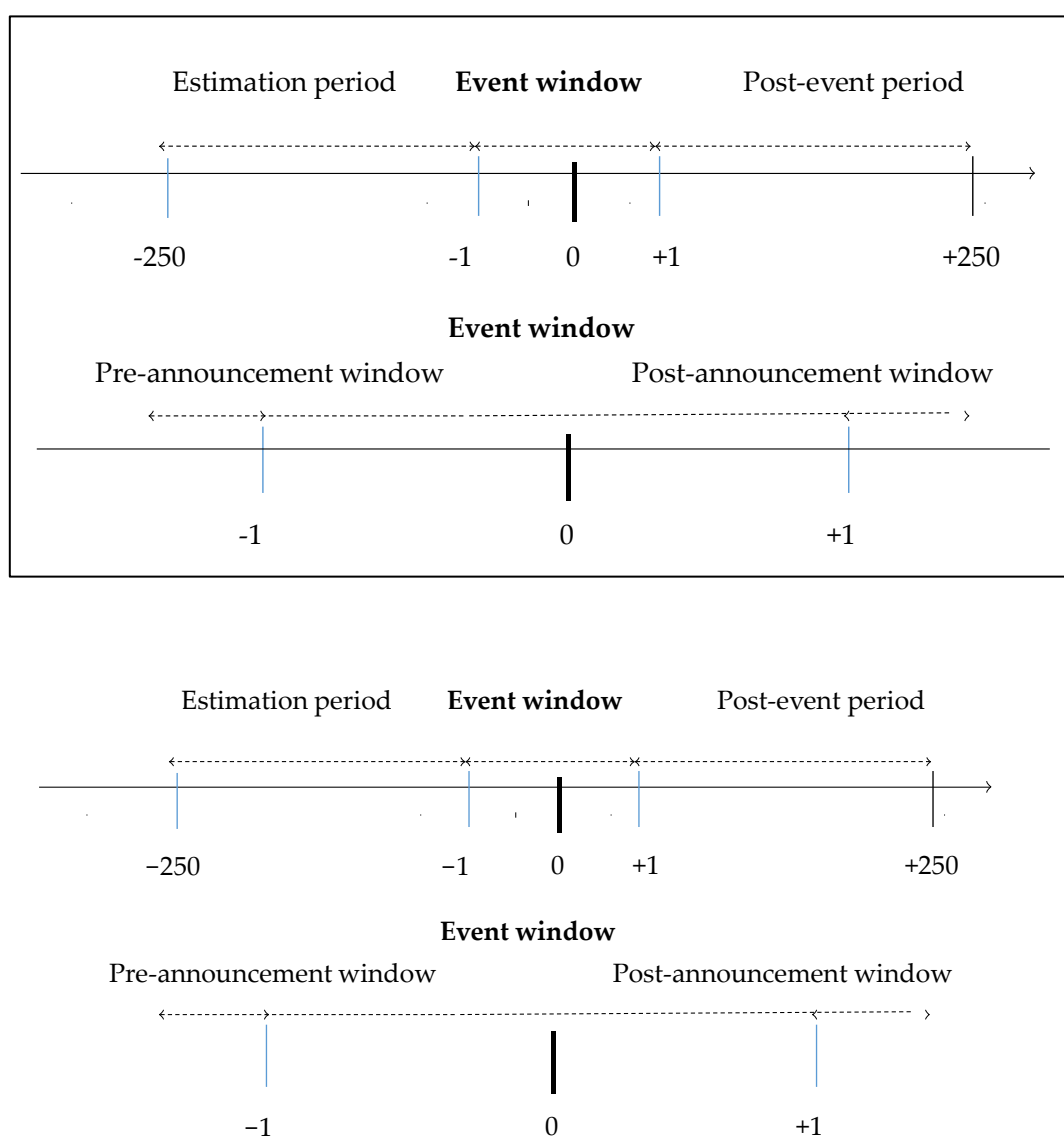 Estimation period Event window Post-event period
-250 -1 0 +1 +250
Event window
Pre-announcement window Post-announcement window
-1 0 +1
Estimation period Event window Post-event period
−250 −1 0 +1 +250
Event window
Pre-announcement window Post-announcement window
−1 0 +1